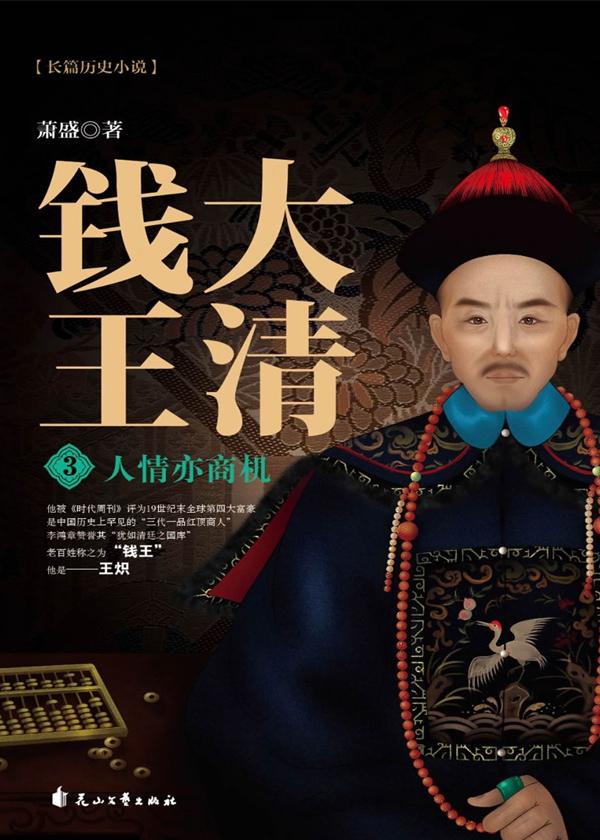 【长篇历史小说】
萧盛◎著
大清
钱王
3 人情亦商机
他被《时代周刊》评为19世纪末全球第四大富豪
是中国历史上罕见的“三代一品红顶商人”
李鸿章赞誉其“犹如清廷之国库”
老百姓称之为“钱王”
他是——王炽
花山文艺出版社